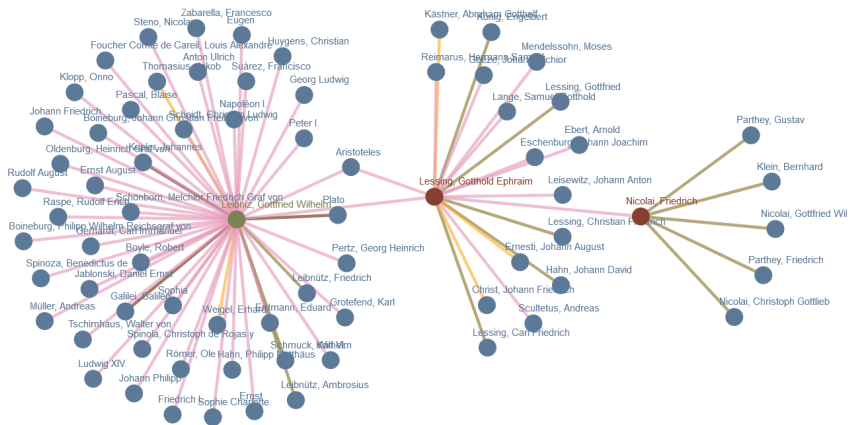 Zabarella, Francesco
Steno, Nicolaus
Eugen
Kästner, Abraham Gotthelf
König, Engelbert
Foucher Comte de Careil, Louis Alexandre
Huygens, Christian
Mendelssohn, Moses
Anton Ulrich
Reimarus, Hermann Samuel
Thomasius, Jakob
Suárez, Francisco
Klopp, Onno
Georg Ludwig
Lessing, Gottfried
Pascal, Blaise
Lange, Samuel Gotthold
Johann Friedrich
Napoléon I.
Peter I.
Ebert, Arnold
Parthey, Gustav
Boineburg, Johann Christian Freiherr von
Kepler, Johannes
Eschenburg, Johann Joachim
Oldenburg, Heinrich
Aristoteles
Klein, Bernhard
Ernst August
Rudolf August
Lessing, Gotthold Ephraim
Leisewitz, Johann Anton
Raspe, Rudolf Erich
Schönborn, Melchior Friedrich Graf von
Leibniz, Gottfried Wilhelm
Plato
Nicolai, Friedrich
Nicolai, Gottfried Wil
Boineburg, Philipp Wilhelm Reichsgraf von
Lessing, Christian Friedrich
Gerhardt, Carl Immanuel
Boyle, Robert
Pertz, Georg Heinrich
Ernesti, Johann August
Parthey, Friedrich
Spinoza, Benedictus de
Jablonski, Daniel Ernst
Leibnütz, Friedrich
Hahn, Johann David
Galilei, Galileo
Sophia
Grotefend, Karl
Christ, Johann Friedrich
Müller, Andreas
Weigel, Erhard
Erdmann, Eduard
Scultetus, Andreas
Nicolai, Christoph Gottlieb
Tschirnhaus, Walter von
Spinola, Christoph de Rojas y
Lessing, Carl Friedrich
Ludwig XIV.
Römer, Ole
Hahn, Philipp Matthäus
Schmuck, Wilhelm
Johann Philipp
Leibnütz, Ambrosius
Friedrich I.
Sophie Charlotte
Ernst